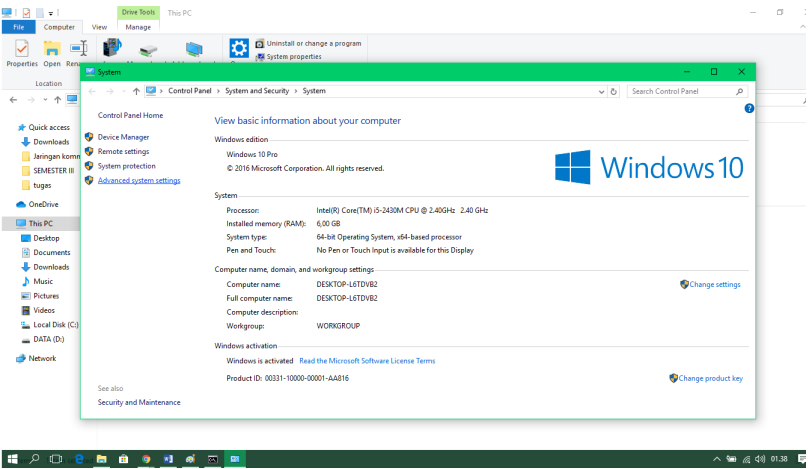 Drive Tools This PC
File Computer View Manage
Properties Open
Uninstall or change a program
System properties
Location
System
Control Panel > System and Security > System
Search Control Panel
Control Panel Home
Device Manager
Remote settings
System protection
Advanced system settings
See also
Security and Maintenance
View basic information about your computer
Windows edition
Windows 10 Pro
© 2016 Microsoft Corporation. All rights reserved.
Windows 10
System
Processor: Intel(R) Core(TM) i5-2430M CPU @ 2.40GHz 2.40 GHz
Installed memory (RAM): 6,00 GB
System type: 64-bit Operating System, x64-based processor
Pen and Touch: No Pen or Touch Input is available for this Display
Computer name, domain, and workgroup settings
Computer name: DESKTOP-L6TDVB2
Change settings
Full computer name: DESKTOP-L6TDVB2
Computer description:
Workgroup: WORKGROUP
Windows activation
Windows is activated Read the Microsoft Software License Terms
Product ID: 00331-10000-00001-AA816
Change product key
Quick access
Downloads
Jaringan kom
SEMESTER III
tugas
OneDrive
This PC
Desktop
Documents
Downloads
Music
Pictures
Videos
Local Disk (C:)
DATA (D:)
Network
01.38